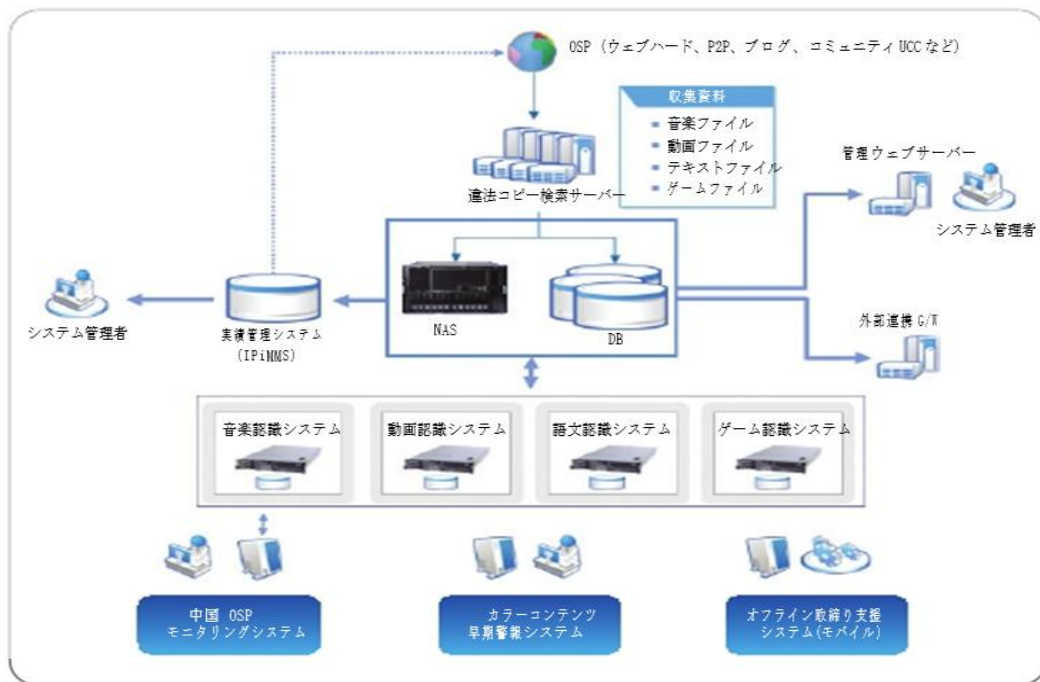 OSP (ウェブハード、P2P、ブログ、コミュニティ UCC など)
収集資料
音楽ファイル
動画ファイル
テキストファイル
ゲームファイル
違法コピー検索サーバー
管理ウェブサーバー
システム管理者
システム管理者
実績管理システム
(IPiMMS)
NAS
DB
外部連携 G/W
音楽認識システム
動画認識システム
語文認識システム
ゲーム認識システム
中国 OSP
モニタリングシステム
カラーコンテンツ
早期警報システム
オフライン取締り支援
システム(モバイル)